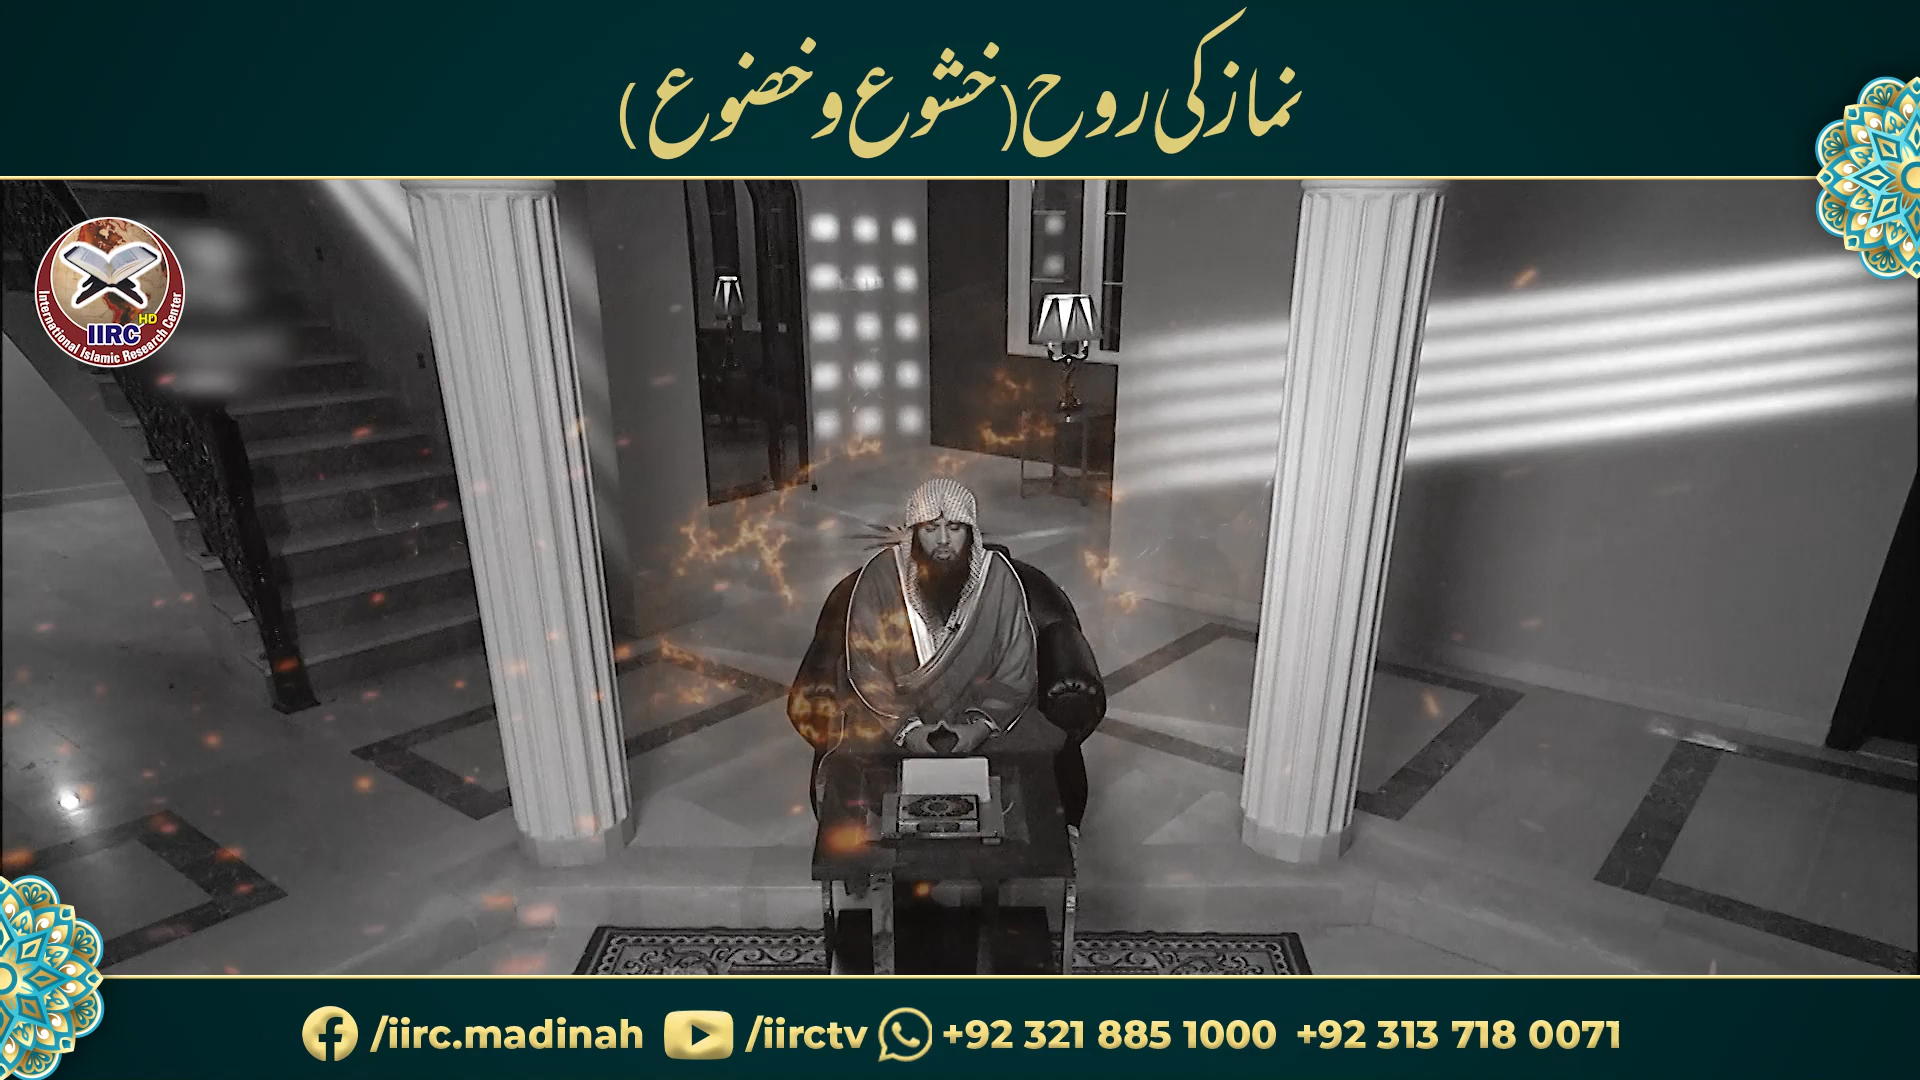 نماز کی روح (خشوع و خضوع)
International Islamic Research Center
IIRC HD
/iirc.madinah /iirctv +92 321 885 1000 +92 313 718 0071